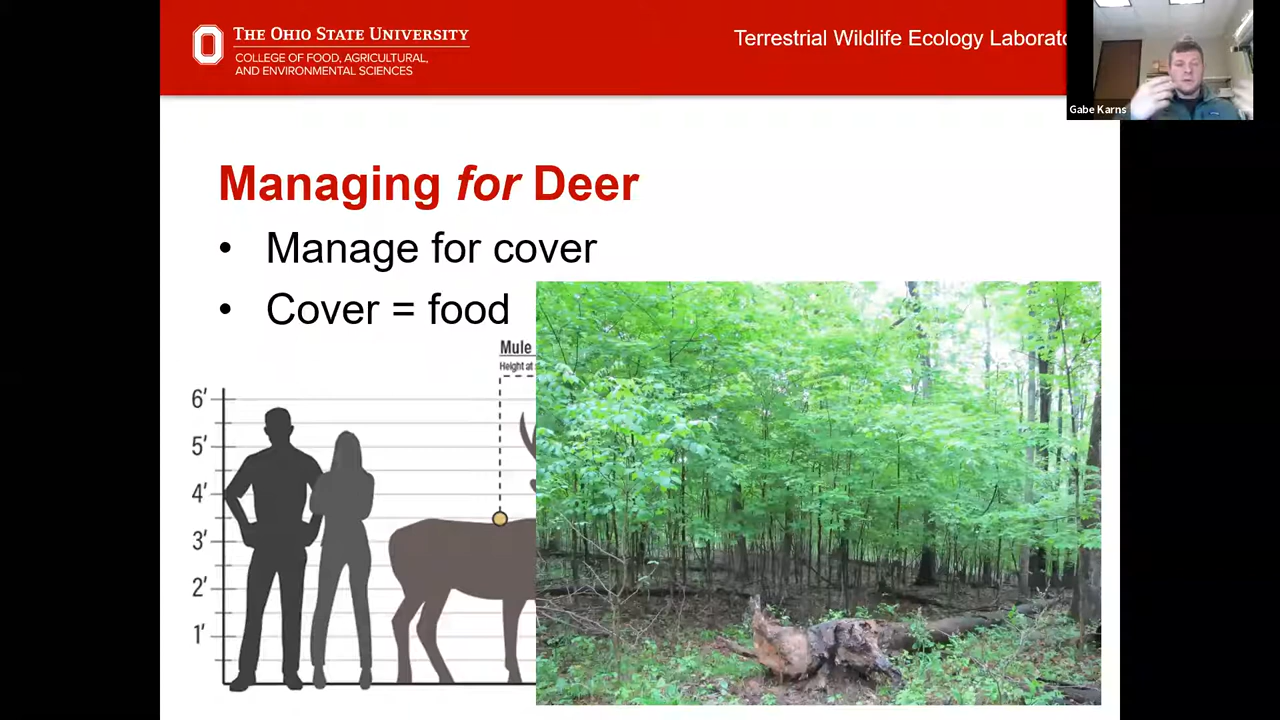 THE OHIO STATE UNIVERSITY
COLLEGE OF FOOD, AGRICULTURAL,
AND ENVIRONMENTAL SCIENCES
Terrestrial Wildlife Ecology
Gabe Karns
Managing for Deer
• Manage for cover
• Cover = food
Mule
Height at
6'
5'
4'
3'
2'
1'